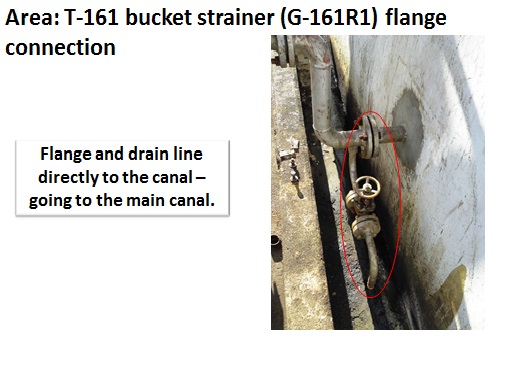 Area: T-161 bucket strainer (G-161R1) flange
connection
Flange and drain line
directly to the canal –
going to the main canal.